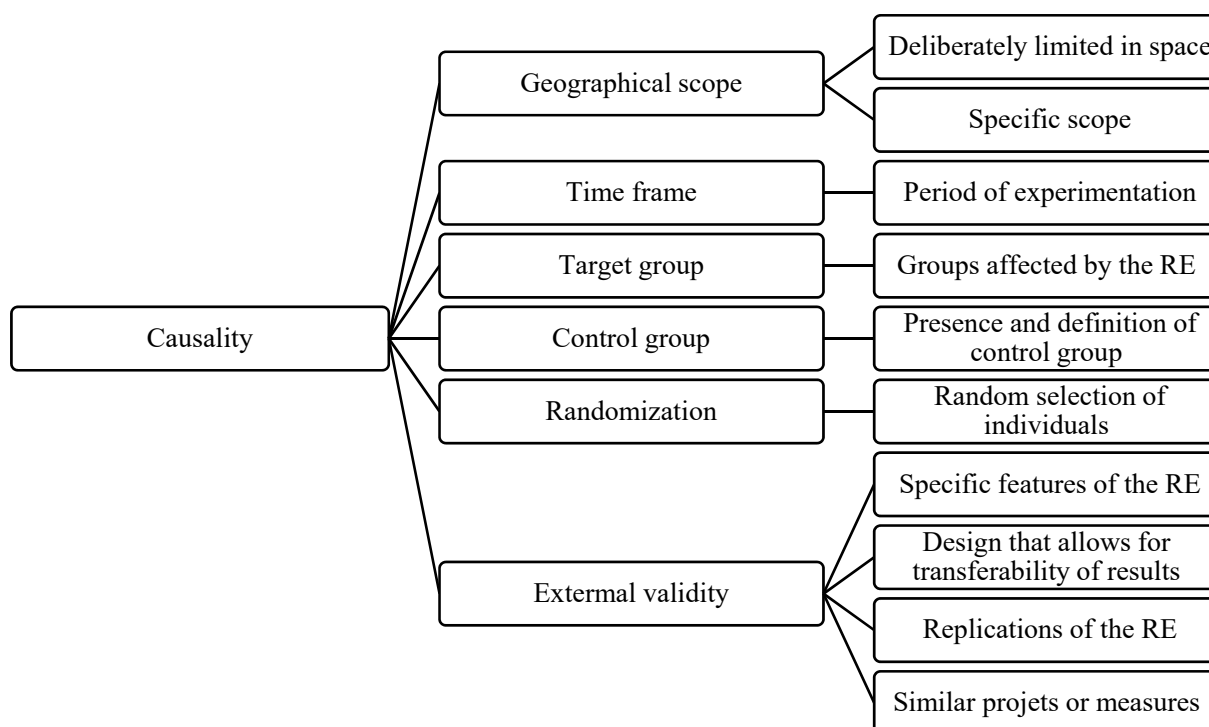 Deliberately limited in space
Geographical scope
Specific scope
Time frame
Period of experimentation
Target group
Groups affected by the RE
Causality
Control group
Presence and definition of
control group
Randomization
Random selection of
individuals
Specific features of the RE
Design that allows for
transferability of results
Extermal validity
Replications of the RE
Similar projets or measures